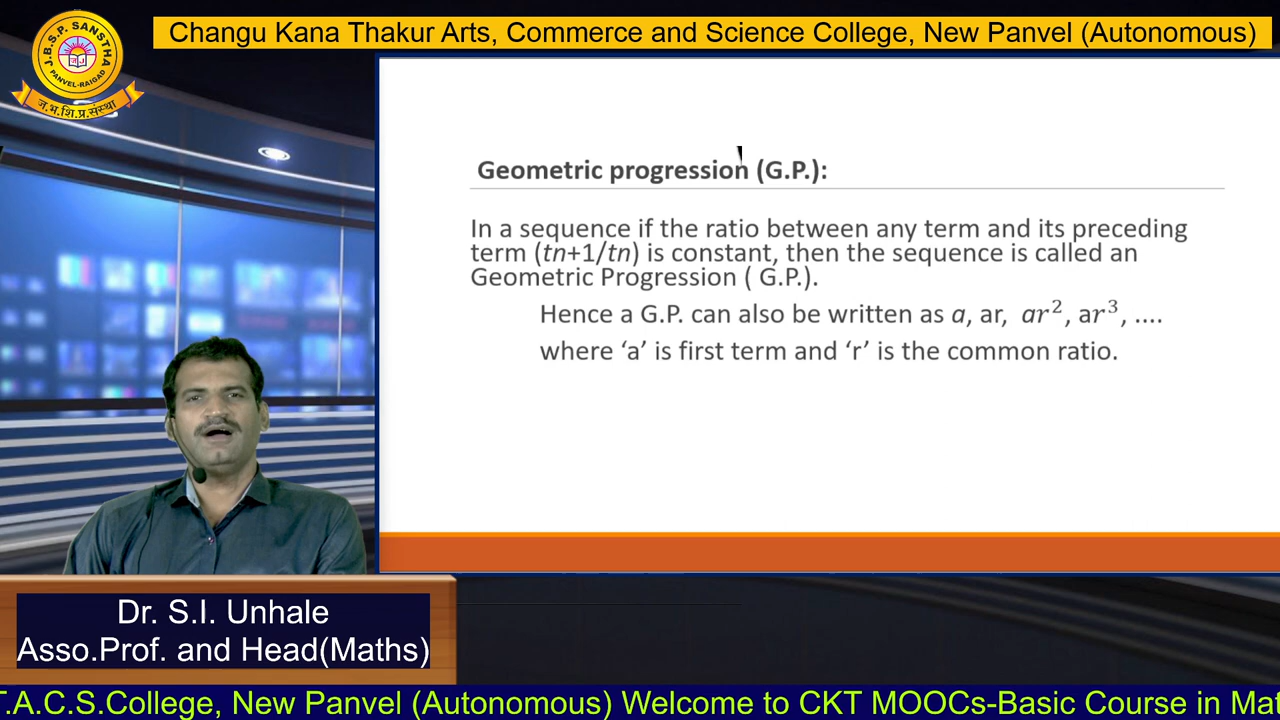 Changu Kana Thakur Arts, Commerce and Science College, New Panvel (Autonomous)
J.B.S.P. SANSTHA
PANVEL-RAIGAD
ज.भ.शि.प्र.संस्था
Geometric progression (G.P.):
In a sequence if the ratio between any term and its preceding
term (tn+1/tn) is constant, then the sequence is called an
Geometric Progression ( G.P.).
Hence a G.P. can also be written as a, ar, ar², ar³, ....
where ‘a’ is first term and ‘r’ is the common ratio.
Dr. S.I. Unhale
Asso.Prof. and Head(Maths)
T.A.C.S.College, New Panvel (Autonomous) Welcome to CKT MOOCs-Basic Course in Mat